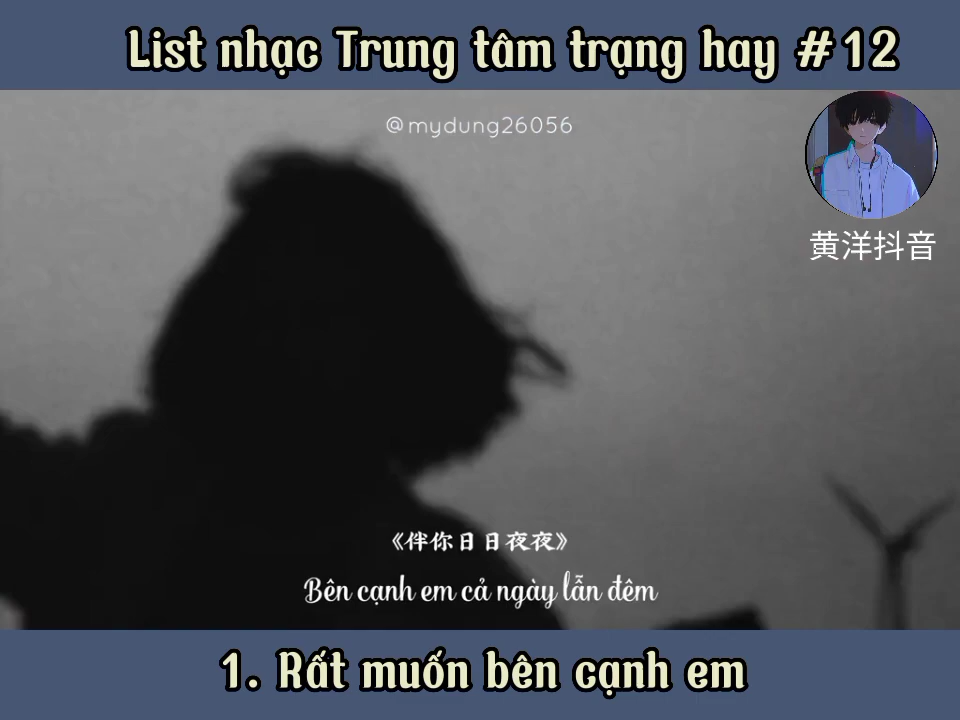 List nhạc Trung tâm trạng hay #12
@mydung26056
黄洋抖音
《伴你日日夜夜》
Bên cạnh em cả ngày lẫn đêm
1. Rất muốn bên cạnh em